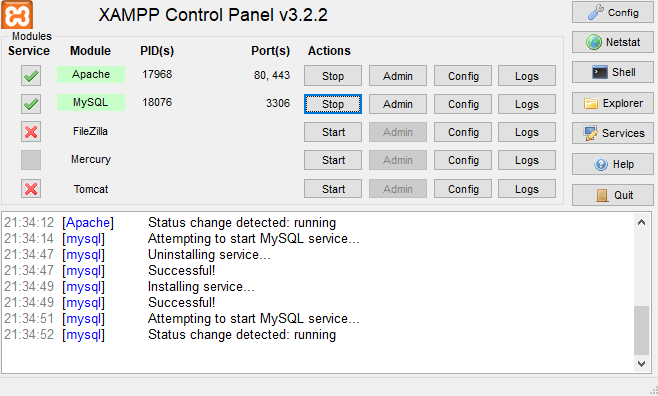 XAMPP Control Panel v3.2.2
Modules
Service Module PID(s) Port(s) Actions
Apache 17968 80, 443 Stop Admin Config Logs
MySQL 18076 3306 Stop Admin Config Logs
FileZilla Start Admin Config Logs
Mercury Start Admin Config Logs
Tomcat Start Admin Config Logs
Config
Netstat
Shell
Explorer
Services
Help
Quit
21:34:12 [Apache] Status change detected: running
21:34:14 [mysql] Attempting to start MySQL service...
21:34:47 [mysql] Uninstalling service...
21:34:47 [mysql] Successful!
21:34:49 [mysql] Installing service...
21:34:49 [mysql] Successful!
21:34:51 [mysql] Attempting to start MySQL service...
21:34:52 [mysql] Status change detected: running